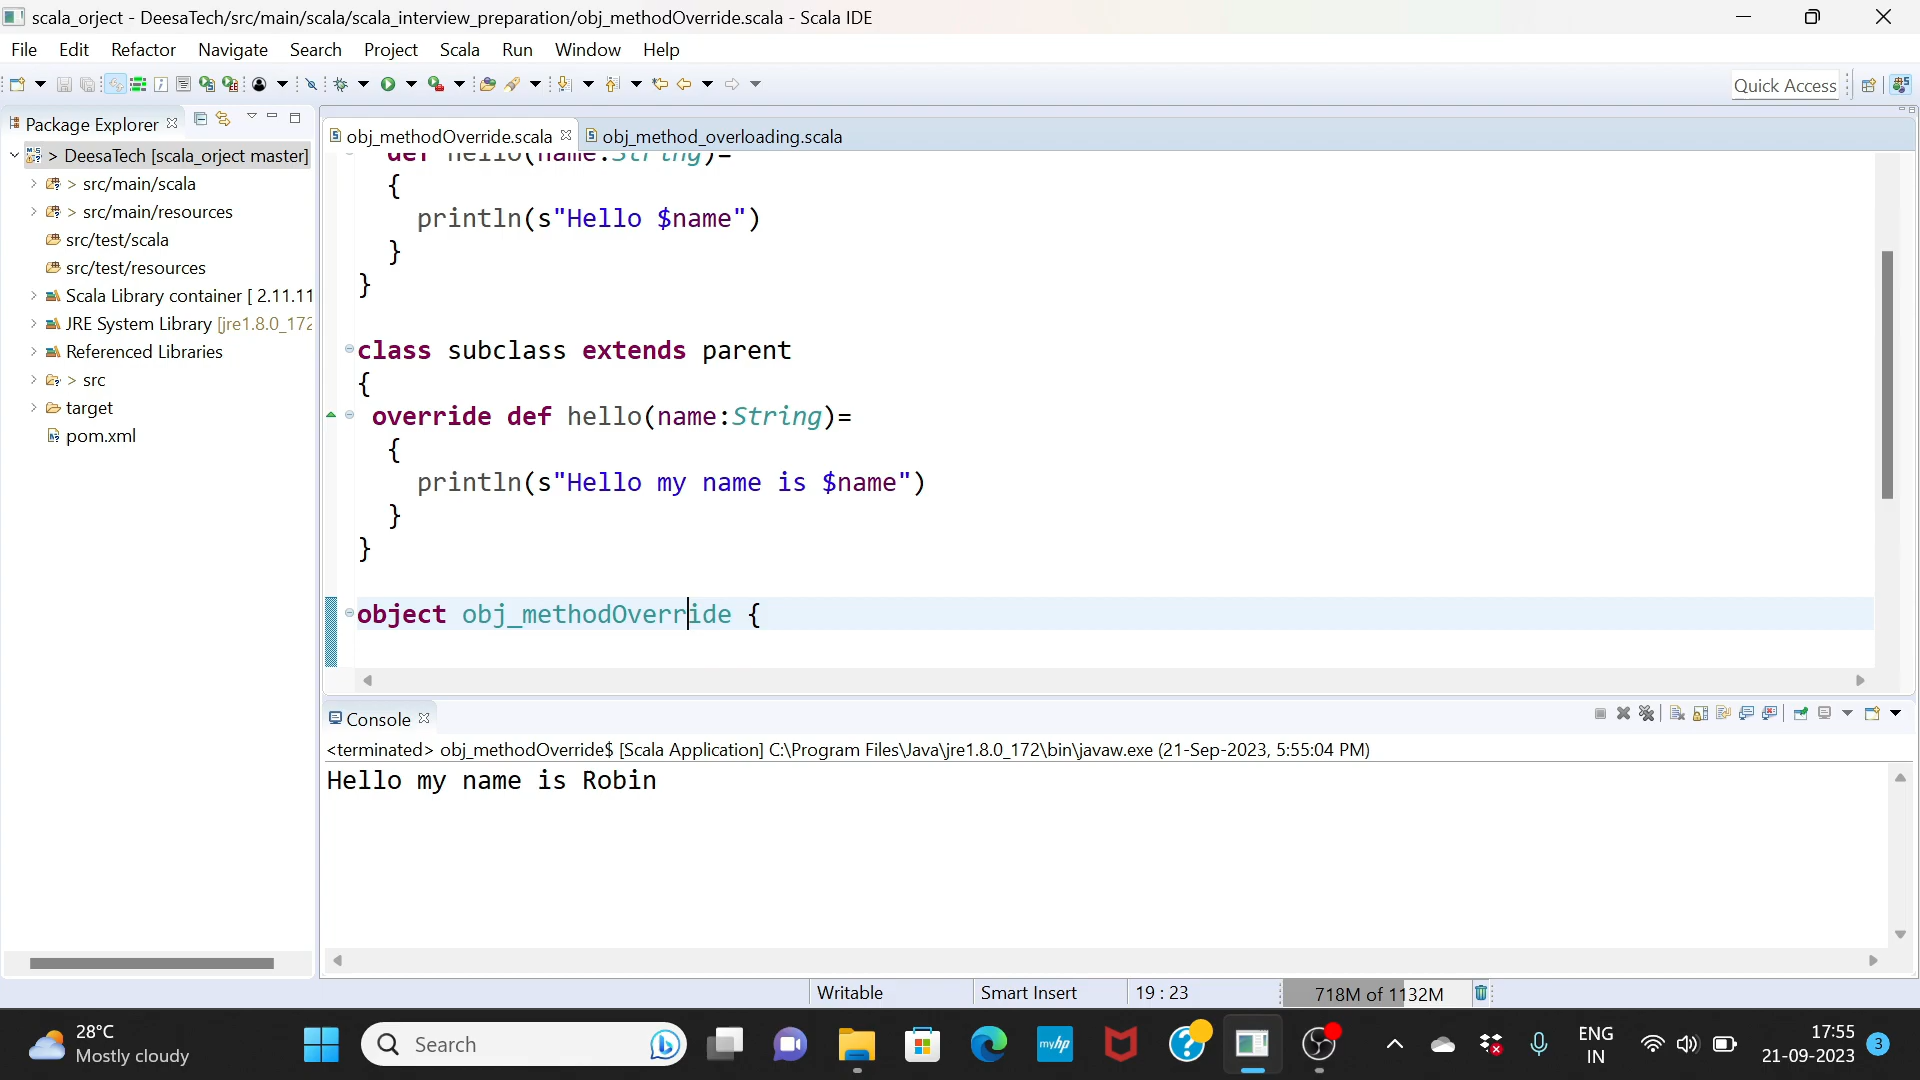 scala_orject - DeesaTech/src/main/scala/scala_interview_preparation/obj_methodOverride.scala - Scala IDE
File Edit Refactor Navigate Search Project Scala Run Window Help
Quick Access
Package Explorer
obj_methodOverride.scala
obj_method_overloading.scala
> DeesaTech [scala_orject master]
> src/main/scala
> src/main/resources
src/test/scala
src/test/resources
Scala Library container [ 2.11.11
JRE System Library [jre1.8.0_172
Referenced Libraries
> src
target
pom.xml
def hello(name:String)=
{
println(s"Hello $name")
}
}
class subclass extends parent
{
override def hello(name:String)=
{
println(s"Hello my name is $name")
}
}
object obj_methodOverride {
Console
<terminated> obj_methodOverride$ [Scala Application] C:\Program Files\Java\jre1.8.0_172\bin\javaw.exe (21-Sep-2023, 5:55:04 PM)
Hello my name is Robin
Writable
Smart Insert
19 : 23
718M of 1132M
28°C
Mostly cloudy
Search
myhp
ENG
IN
17:55
21-09-2023
3